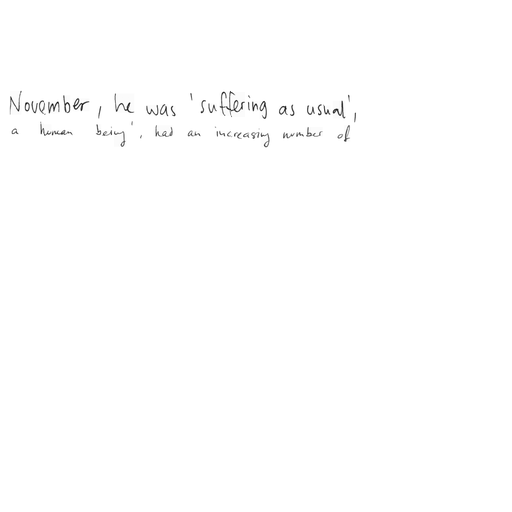 November, he was 'suffering as usual',
a human being', had an increasing number of